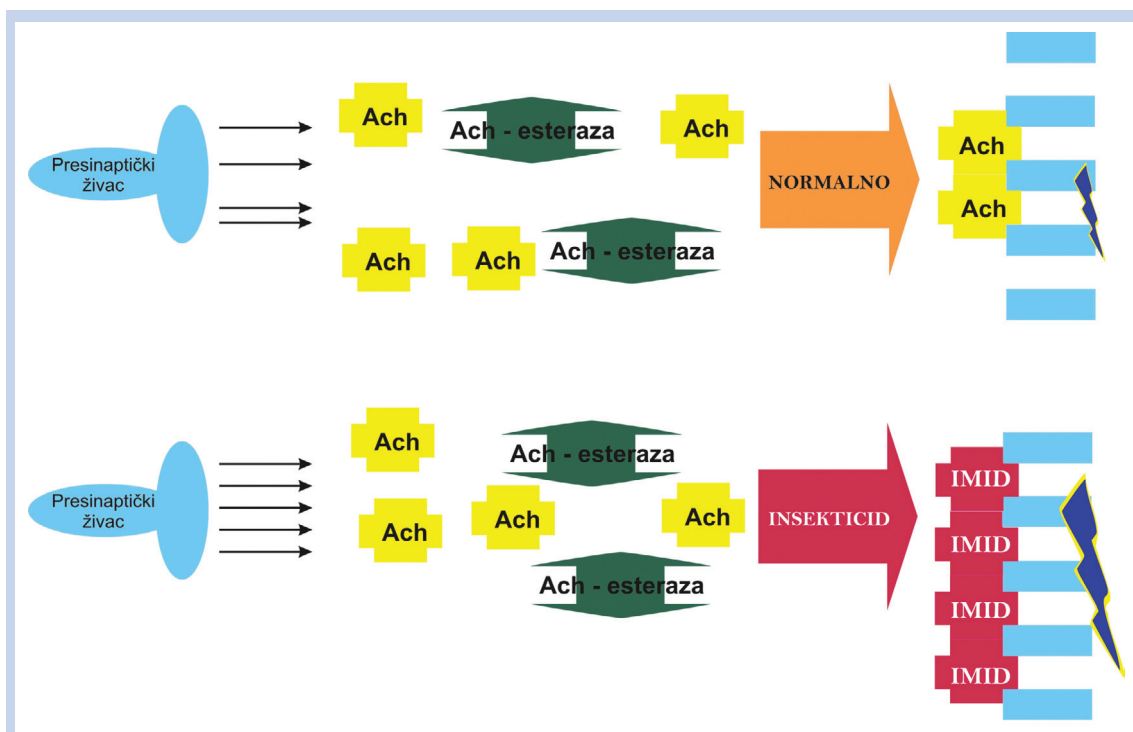 Ach
Ach - esteraza
Ach
Presinaptički
živac
NORMALNO
Ach
Ach
Ach
Ach
Ach - esteraza
Ach
Ach - esteraza
Presinaptički
živac
Ach
Ach
Ach
INSEKTICID
Ach - esteraza
IMID
IMID
IMID
IMID